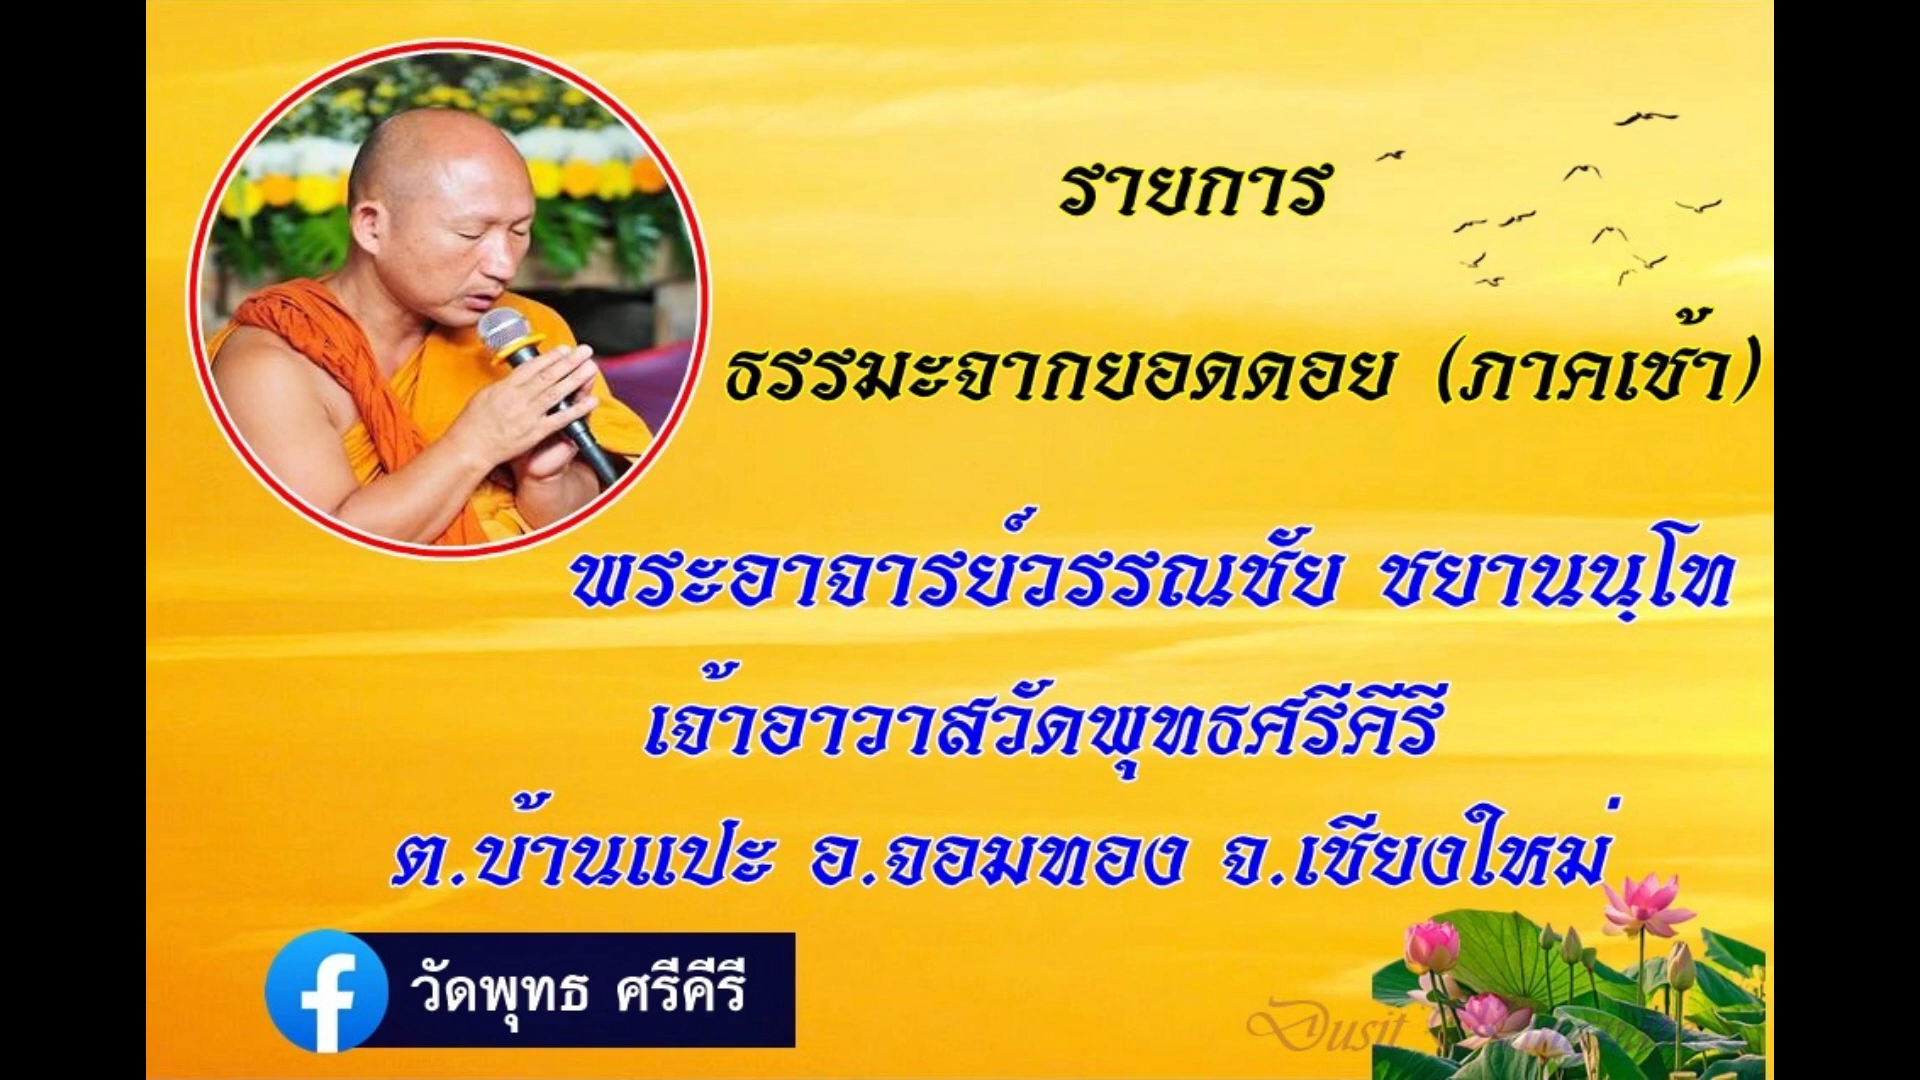 รายการ
ธรรมะจากยอดดอย (ภาคเช้า)
พระอาจารย์วรรณชัย ชยานนฺโท
เจ้าอาวาสวัดพุทธศรีคีรี
ต.บ้านแปะ อ.จอมทอง จ.เชียงใหม่
วัดพุทธ ศรีคีรี
Dusit